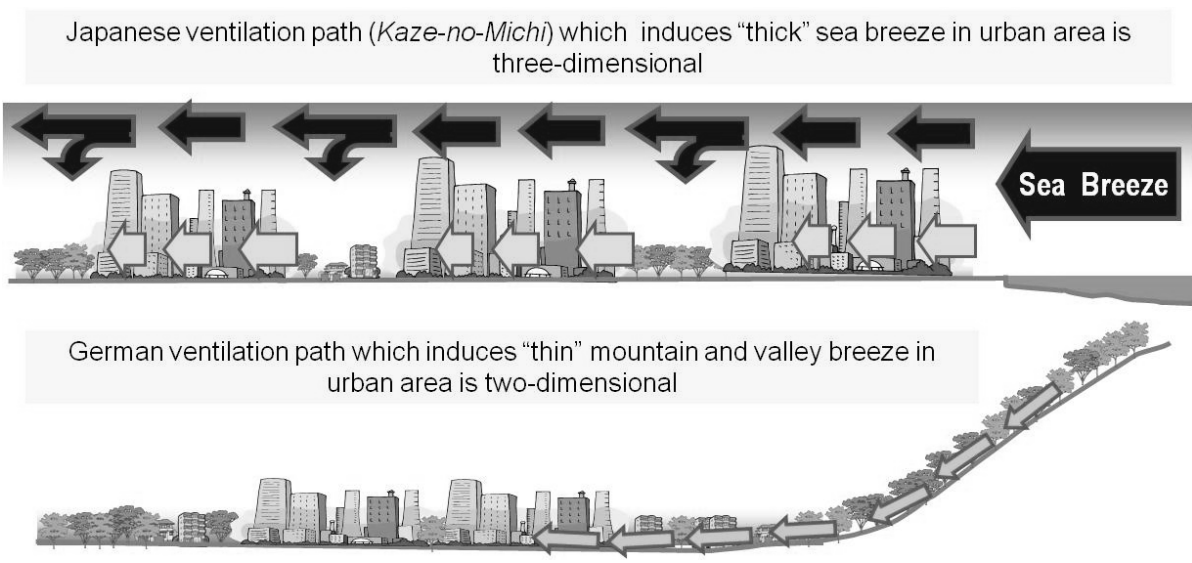 Japanese ventilation path (Kaze-no-Michi) which induces “thick” sea breeze in urban area is
three-dimensional
Sea Breeze
German ventilation path which induces “thin” mountain and valley breeze in
urban area is two-dimensional